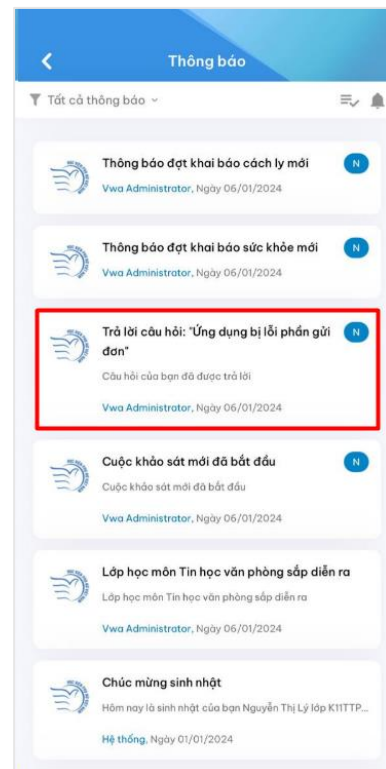 Thông báo
Tất cả thông báo
Thông báo đợt khai báo cách ly mới
N
Vwa Administrator, Ngày 06/01/2024
Thông báo đợt khai báo sức khỏe mới
N
Vwa Administrator, Ngày 06/01/2024
Trả lời câu hỏi: "Ứng dụng bị lỗi phần gửi
N
đơn"
Câu hỏi của bạn đã được trả lời
Vwa Administrator, Ngày 06/01/2024
Cuộc khảo sát mới đã bắt đầu
N
Cuộc khảo sát mới đã bắt đầu
Vwa Administrator, Ngày 06/01/2024
Lớp học môn Tin học văn phòng sắp diễn ra
Lớp học môn Tin học văn phòng sắp diễn ra
Vwa Administrator, Ngày 06/01/2024
Chúc mừng sinh nhật
Hôm nay là sinh nhật của bạn Nguyễn Thị Lý lớp K11TTP...
Hệ thống, Ngày 01/01/2024